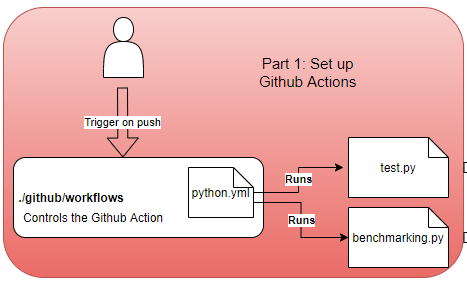 Part 1: Set up
Github Actions
Trigger on push
./github/workflows
Controls the Github Action
python.yml
Runs
test.py
Runs
benchmarking.py